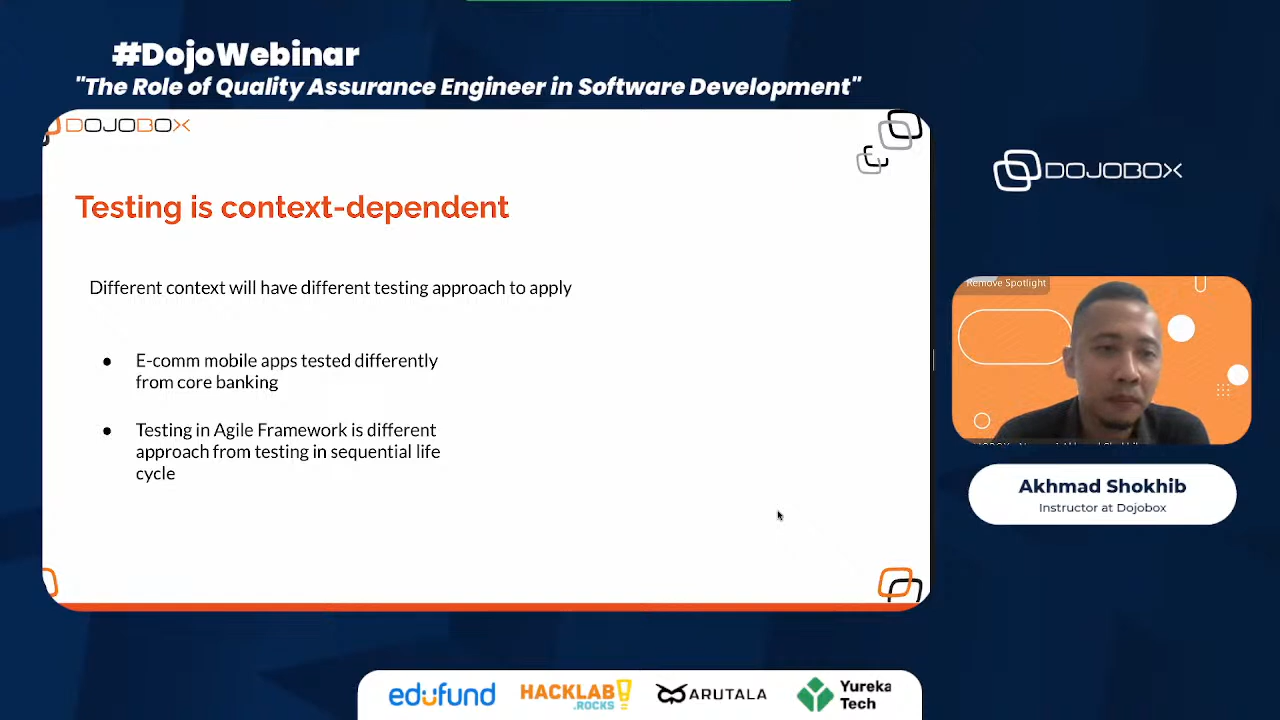 #DojoWebinar
"The Role of Quality Assurance Engineer in Software Development"
DOJOBOX
Testing is context-dependent
Different context will have different testing approach to apply
● E-comm mobile apps tested differently
from core banking
● Testing in Agile Framework is different
approach from testing in sequential life
cycle
DOJOBOX
Remove Spotlight
Akhmad Shokhib
Instructor at Dojobox
edufund
HACKLAB!
.ROCKS
ARUTALA
Yureka
Tech